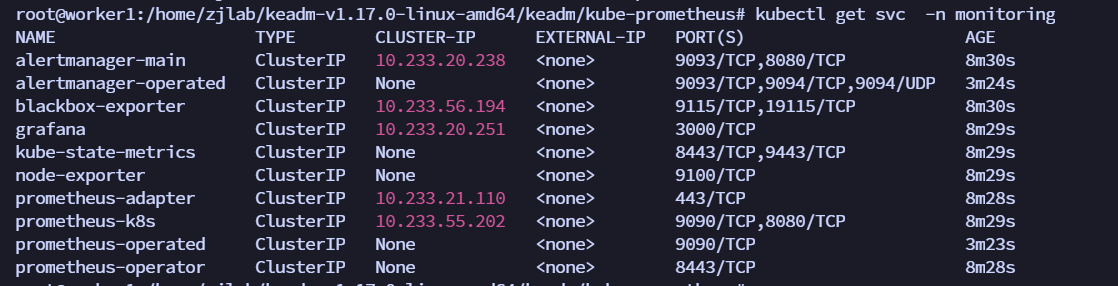 root@worker1:/home/zjlab/keadm-v1.17.0-linux-amd64/keadm/kube-prometheus# kubectl get svc  -n monitoring
NAME                    TYPE        CLUSTER-IP      EXTERNAL-IP   PORT(S)                      AGE
alertmanager-main       ClusterIP   10.233.20.238   <none>        9093/TCP,8080/TCP            8m30s
alertmanager-operated   ClusterIP   None            <none>        9093/TCP,9094/TCP,9094/UDP   3m24s
blackbox-exporter       ClusterIP   10.233.56.194   <none>        9115/TCP,19115/TCP           8m30s
grafana                 ClusterIP   10.233.20.251   <none>        3000/TCP                     8m29s
kube-state-metrics      ClusterIP   None            <none>        8443/TCP,9443/TCP            8m29s
node-exporter           ClusterIP   None            <none>        9100/TCP                     8m29s
prometheus-adapter      ClusterIP   10.233.21.110   <none>        443/TCP                      8m28s
prometheus-k8s          ClusterIP   10.233.55.202   <none>        9090/TCP,8080/TCP            8m29s
prometheus-operated     ClusterIP   None            <none>        9090/TCP                     3m23s
prometheus-operator     ClusterIP   None            <none>        8443/TCP                     8m28s